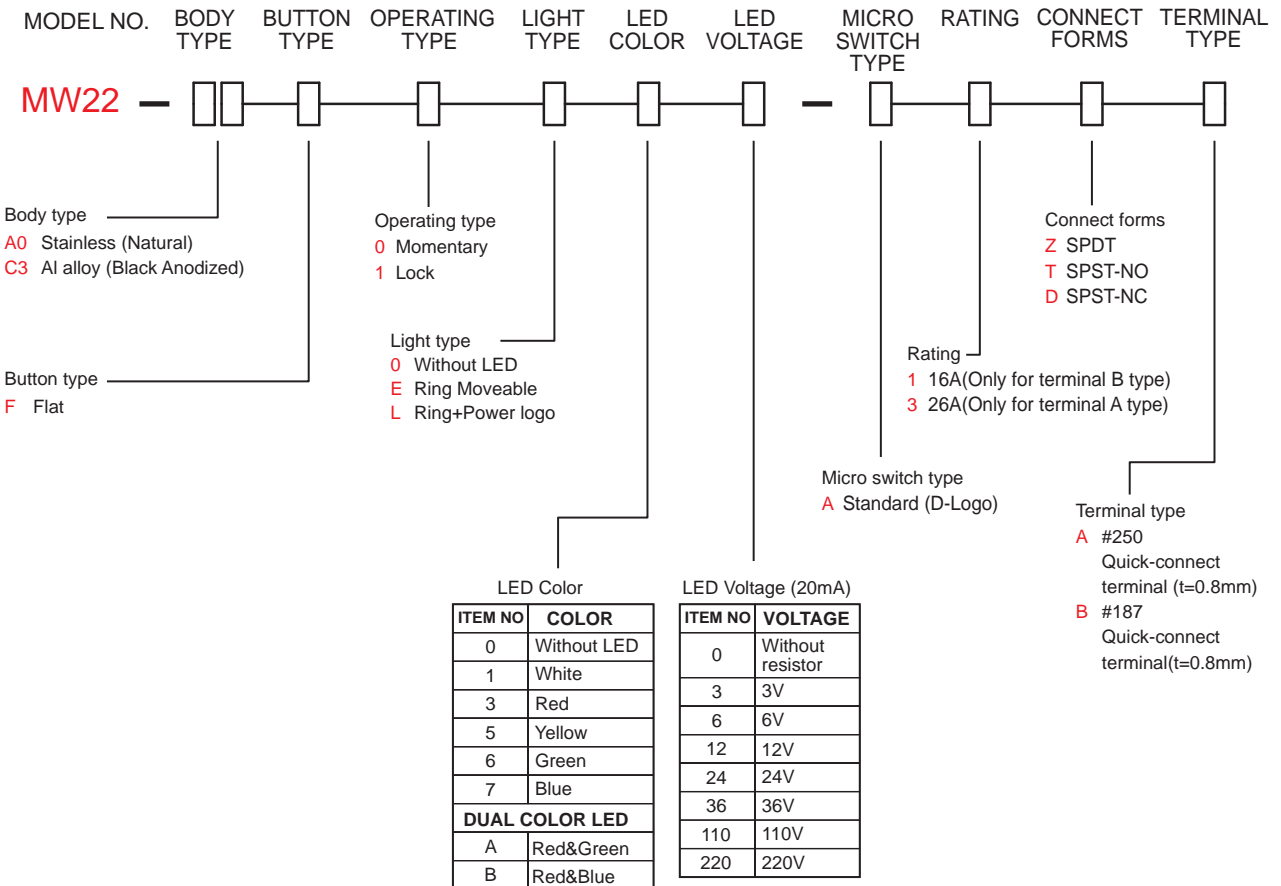 MODEL NO.
BODY
TYPE
BUTTON
TYPE
OPERATING
TYPE
LIGHT
TYPE
LED
COLOR
LED
VOLTAGE
MICRO
SWITCH
TYPE
RATING
CONNECT
FORMS
TERMINAL
TYPE
MW22
Body type
A0 Stainless (Natural)
C3 Al alloy (Black Anodized)
Button type
F Flat
Operating type
0 Momentary
1 Lock
Light type
0 Without LED
E Ring Moveable
L Ring+Power logo
LED Color
ITEM NO COLOR
0 Without LED
1 White
3 Red
5 Yellow
6 Green
7 Blue
DUAL COLOR LED
A Red&Green
B Red&Blue
LED Voltage (20mA)
ITEM NO VOLTAGE
0 Without
resistor
3 3V
6 6V
12 12V
24 24V
36 36V
110 110V
220 220V
Micro switch type
A Standard (D-Logo)
Rating
1 16A(Only for terminal B type)
3 26A(Only for terminal A type)
Connect forms
Z SPDT
T SPST-NO
D SPST-NC
Terminal type
A #250
Quick-connect
terminal (t=0.8mm)
B #187
Quick-connect
terminal(t=0.8mm)